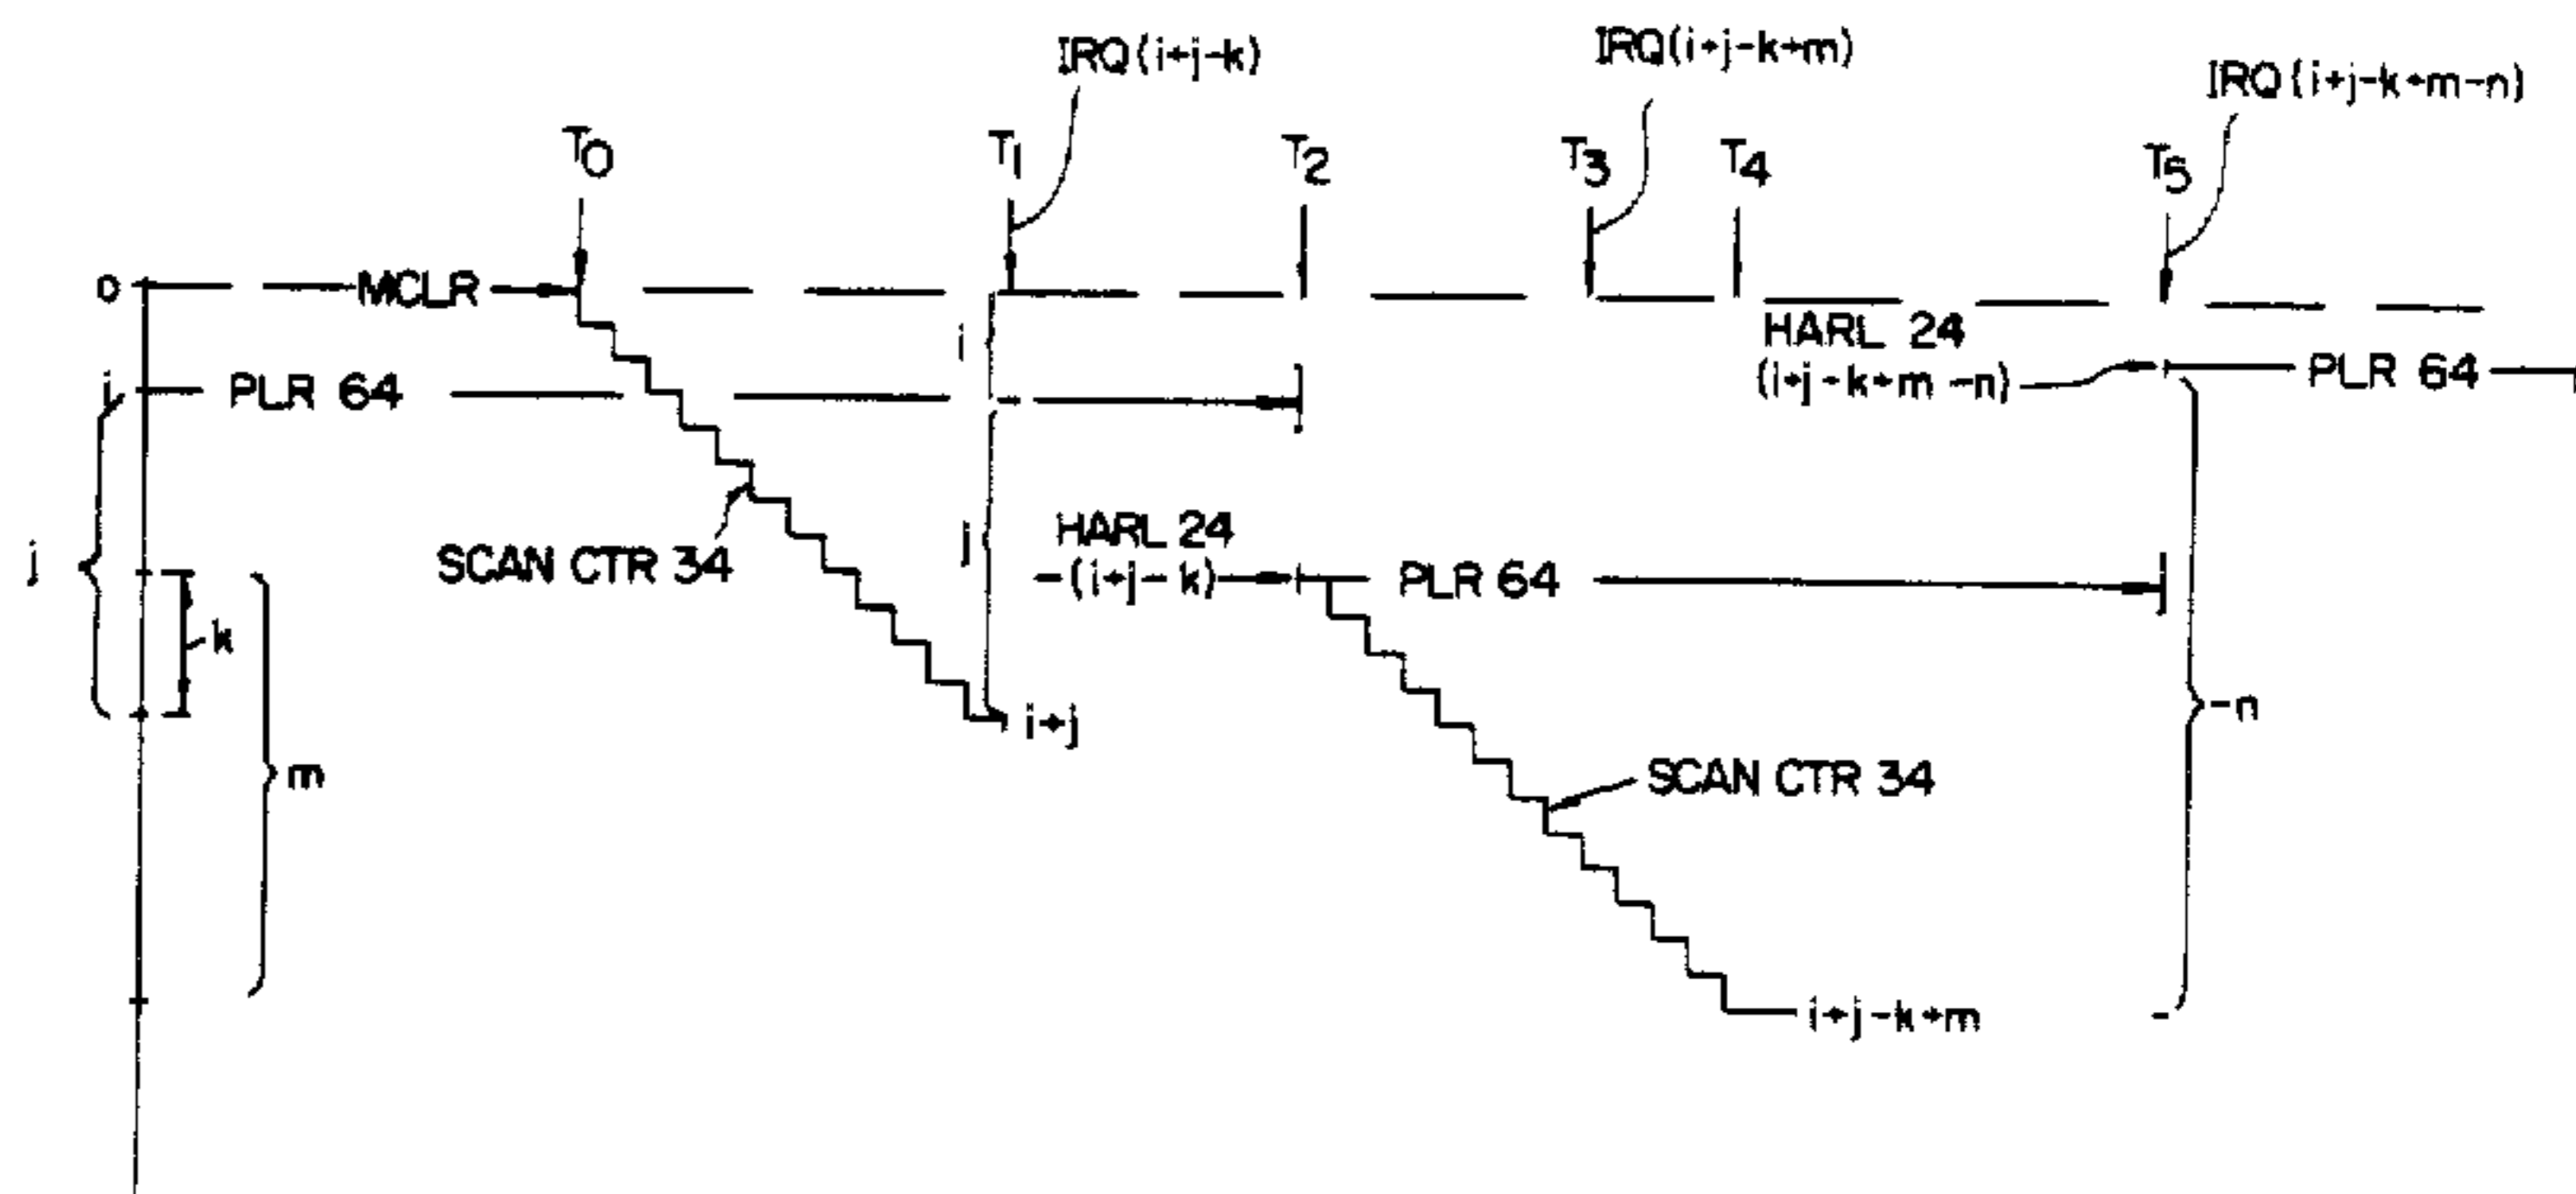 IRQ(i+j-k)
IRQ(i+j-k+m)
IRQ(i+j-k+m-n)
T0
T1
T2
T3
T4
T5
0
MCLR
i
HARL 24
(i+j-k+m-n)
PLR 64
i
PLR 64
j
SCAN CTR 34
j
HARL 24
-(i+j-k)
PLR 64
k
m
i+j
-n
SCAN CTR 34
i+j-k+m